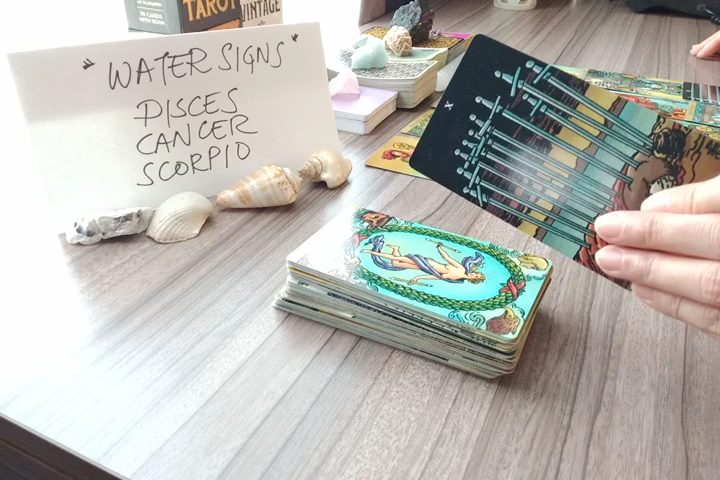 TAROT
VINTAGE
" WATER SIGNS "
PISCES
CANCER
SCORPIO
X